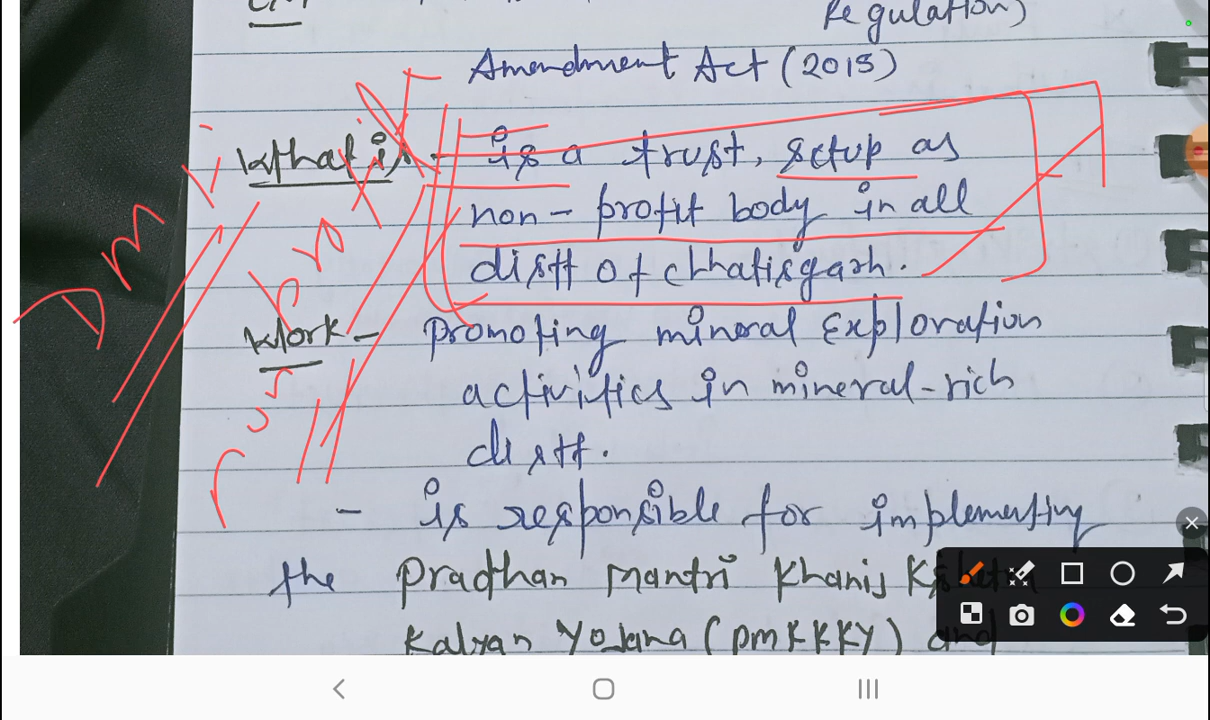 Regulation)
Amendment Act (2015)
What is - is a trust, setup as
non - profit body in all
distt of chhatisgarh.
Work - Promoting mineral Exploration
activities in mineral-rich
distt.
- is responsible for implementing
the Pradhan Mantri Khanij
Kalyan Yojana (PMKKKY) and
DM